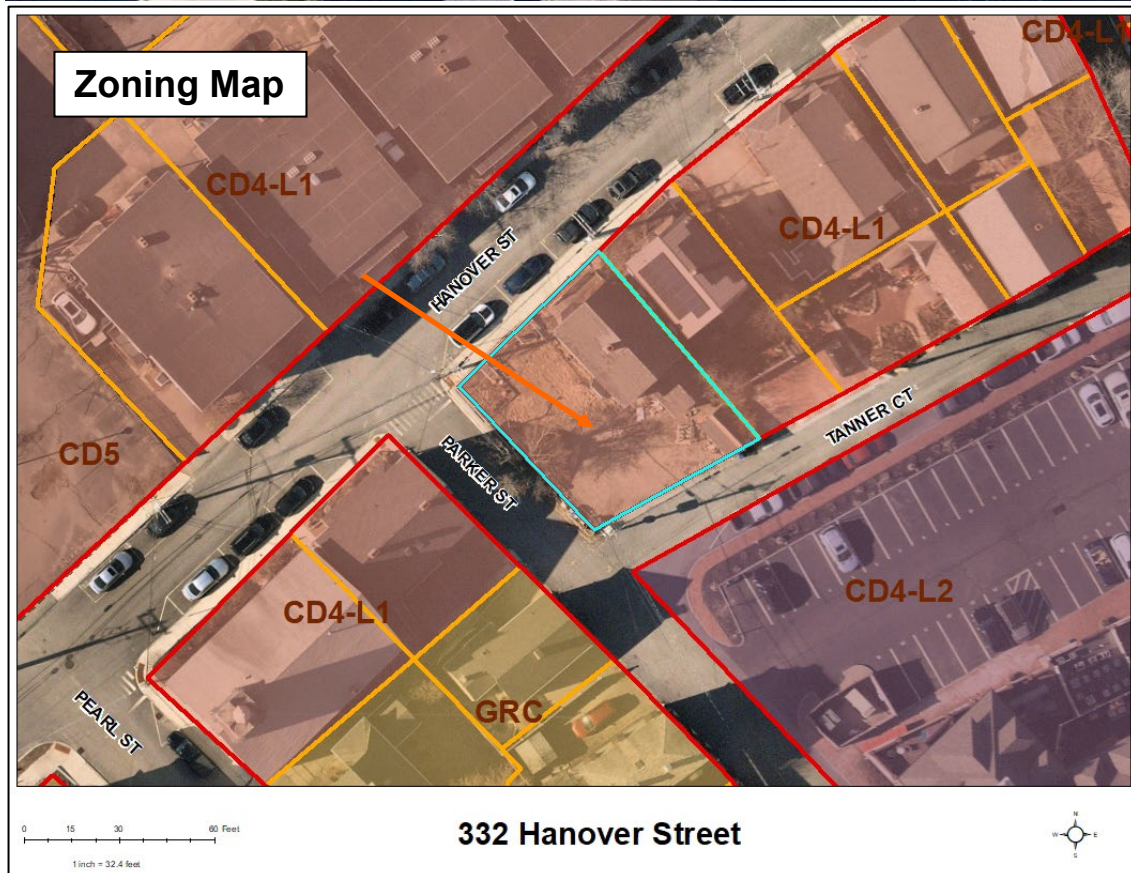 CD4-L1
Zoning Map
CD4-L1
CD4-L1
HANOVER ST
TANNER CT
CD5
PARKER ST
CD4-L1
CD4-L2
GRC
PEARL ST
0 15 30 60 Feet
1 inch = 32.4 feet
332 Hanover Street
N
W E
S